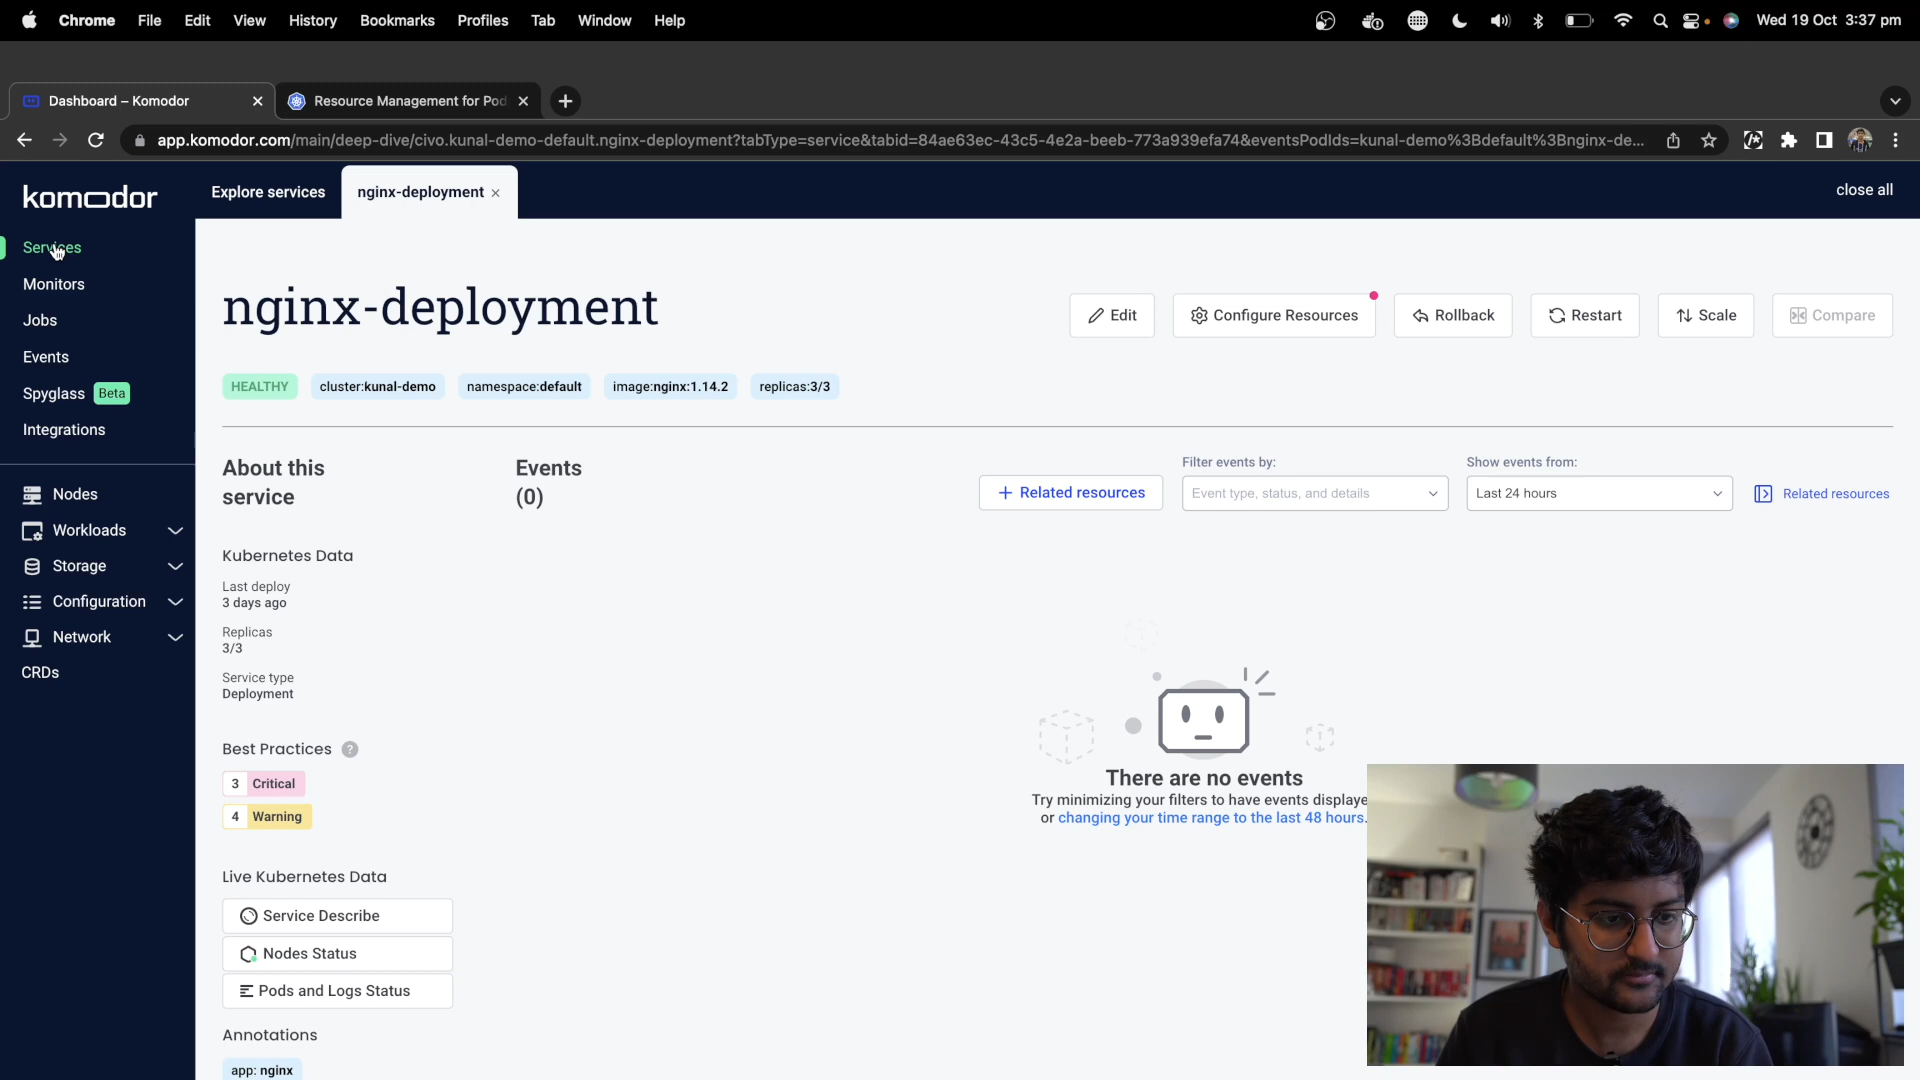 Chrome File Edit View History Bookmarks Profiles Tab Window Help Wed 19 Oct 3:37 pm
Dashboard – Komodor Resource Management for Pod
app.komodor.com/main/deep-dive/civo.kunal-demo-default.nginx-deployment?tabType=service&tabid=84ae63ec-43c5-4e2a-beeb-773a939efa74&eventsPodIds=kunal-demo%3Bdefault%3Bnginx-de...
komodor Explore services nginx-deployment close all
Services
Monitors
Jobs
Events
Spyglass Beta
Integrations
Nodes
Workloads
Storage
Configuration
Network
CRDs
nginx-deployment
Edit Configure Resources Rollback Restart Scale Compare
HEALTHY cluster:kunal-demo namespace:default image:nginx:1.14.2 replicas:3/3
About this
service
Events
(0)
Related resources
Filter events by:
Event type, status, and details
Show events from:
Last 24 hours
Related resources
Kubernetes Data
Last deploy
3 days ago
Replicas
3/3
Service type
Deployment
Best Practices ?
3 Critical
4 Warning
Live Kubernetes Data
Service Describe
Nodes Status
Pods and Logs Status
Annotations
app: nginx
There are no events
Try minimizing your filters to have events displaye
or changing your time range to the last 48 hours.